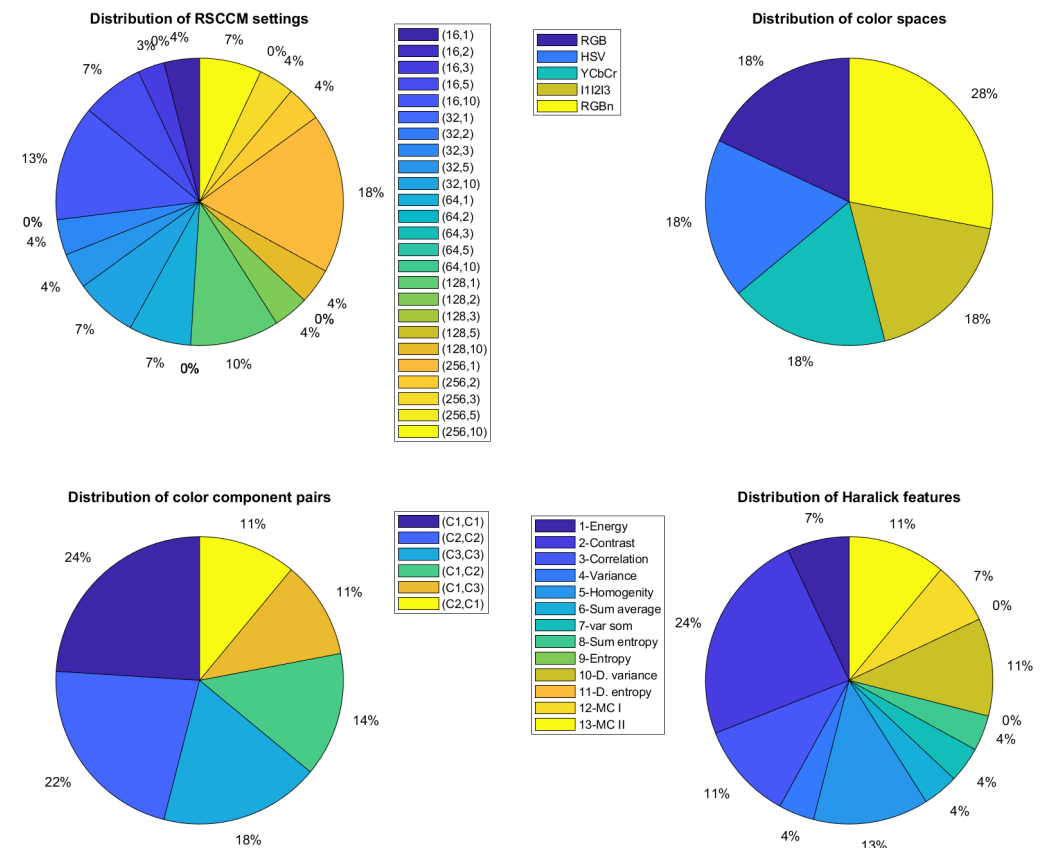 Distribution of RSCCM settings
3%
0%
4%
7%
0%
4%
4%
7%
13%
18%
0%
4%
4%
4%
0%
4%
7%
7%
0%
10%
(16,1)
(16,2)
(16,3)
(16,5)
(16,10)
(32,1)
(32,2)
(32,3)
(32,5)
(32,10)
(64,1)
(64,2)
(64,3)
(64,5)
(64,10)
(128,1)
(128,2)
(128,3)
(128,5)
(128,10)
(256,1)
(256,2)
(256,3)
(256,5)
(256,10)
Distribution of color spaces
RGB
HSV
YCbCr
I1I2I3
RGBn
18%
28%
18%
18%
18%
Distribution of color component pairs
11%
24%
11%
14%
22%
18%
(C1,C1)
(C2,C2)
(C3,C3)
(C1,C2)
(C1,C3)
(C2,C1)
Distribution of Haralick features
1-Energy
2-Contrast
3-Correlation
4-Variance
5-Homogenity
6-Sum average
7-var som
8-Sum entropy
9-Entropy
10-D. variance
11-D. entropy
12-MC I
13-MC II
7%
11%
7%
0%
24%
11%
0%
4%
4%
11%
4%
4%
13%